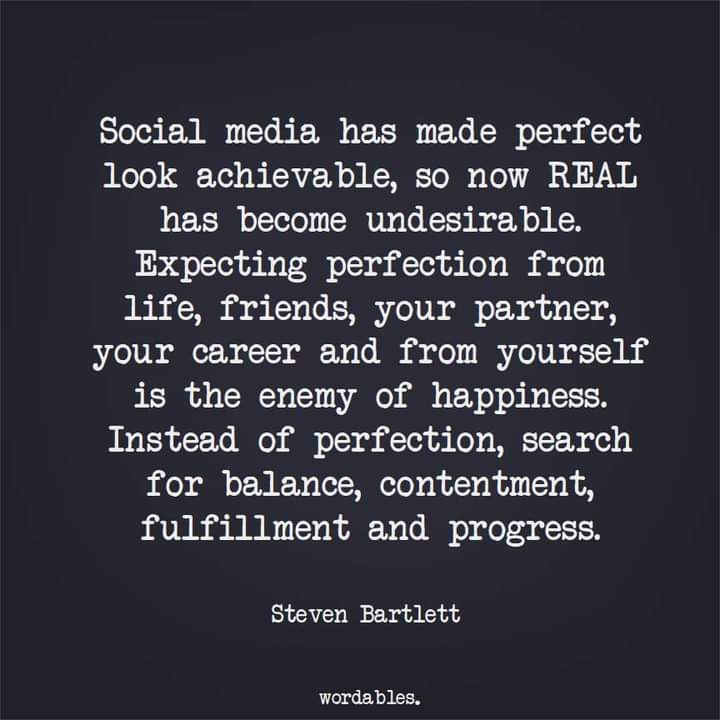 Social media has made perfect
look achievable, so now REAL
has become undesirable.
Expecting perfection from
life, friends, your partner,
your career and from yourself
is the enemy of happiness.
Instead of perfection, search
for balance, contentment,
fulfillment and progress.
Steven Bartlett
wordables.